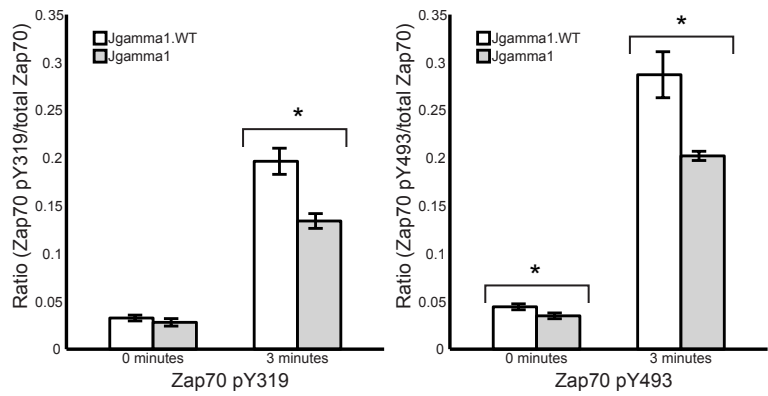 0.35
0.3
0.25
0.2
0.15
0.1
0.05
0
Ratio (Zap70 pY319/total Zap70)
Jgamma1.WT
Jgamma1
*
0 minutes
3 minutes
Zap70 pY319
0.35
0.3
0.25
0.2
0.15
0.1
0.05
0
Ratio (Zap70 pY493/total Zap70)
Jgamma1.WT
Jgamma1
*
*
0 minutes
3 minutes
Zap70 pY493